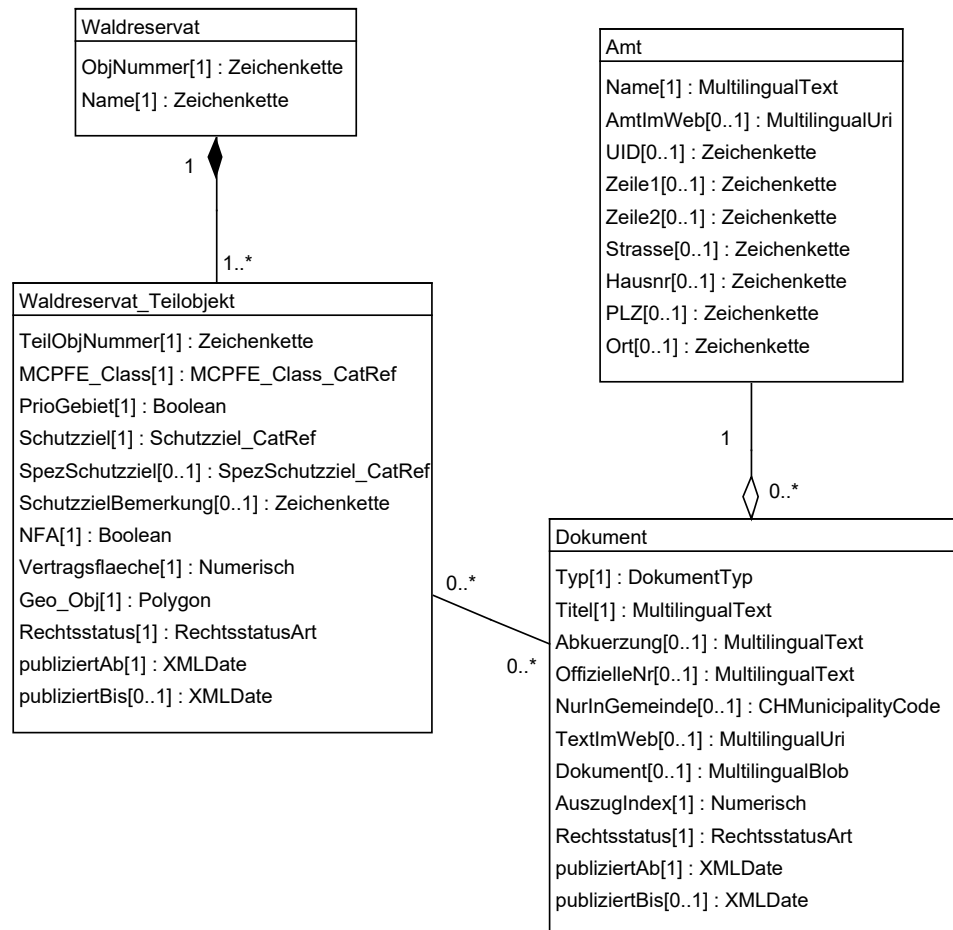 Waldreservat
ObjNummer[1] : Zeichenkette
Name[1] : Zeichenkette
1
1..*
Waldreservat_Teilobjekt
TeilObjNummer[1] : Zeichenkette
MCPFE_Class[1] : MCPFE_Class_CatRef
PrioGebiet[1] : Boolean
Schutzziel[1] : Schutzziel_CatRef
SpezSchutzziel[0..1] : SpezSchutzziel_CatRef
SchutzzielBemerkung[0..1] : Zeichenkette
NFA[1] : Boolean
Vertragsflaeche[1] : Numerisch
Geo_Obj[1] : Polygon
Rechtsstatus[1] : RechtsstatusArt
publiziertAb[1] : XMLDate
publiziertBis[0..1] : XMLDate
0..*
0..*
Amt
Name[1] : MultilingualText
AmtImWeb[0..1] : MultilingualUri
UID[0..1] : Zeichenkette
Zeile1[0..1] : Zeichenkette
Zeile2[0..1] : Zeichenkette
Strasse[0..1] : Zeichenkette
Hausnr[0..1] : Zeichenkette
PLZ[0..1] : Zeichenkette
Ort[0..1] : Zeichenkette
1
0..*
Dokument
Typ[1] : DokumentTyp
Titel[1] : MultilingualText
Abkuerzung[0..1] : MultilingualText
OffizielleNr[0..1] : MultilingualText
NurInGemeinde[0..1] : CHMunicipalityCode
TextImWeb[0..1] : MultilingualUri
Dokument[0..1] : MultilingualBlob
AuszugIndex[1] : Numerisch
Rechtsstatus[1] : RechtsstatusArt
publiziertAb[1] : XMLDate
publiziertBis[0..1] : XMLDate